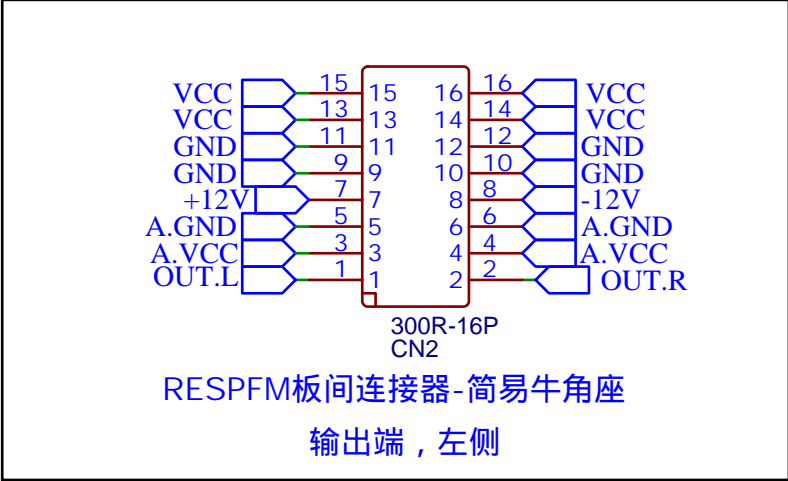 VCC 15 15 16 16 VCC
VCC 13 13 14 14 VCC
GND 11 11 12 12 GND
GND 9 9 10 10 GND
+12V 7 7 8 8 -12V
A.GND 5 5 6 6 A.GND
A.VCC 3 3 4 4 A.VCC
OUT.L 1 1 2 2 OUT.R
300R-16P
CN2
RESPFM板间连接器-简易牛角座
输出端，左侧